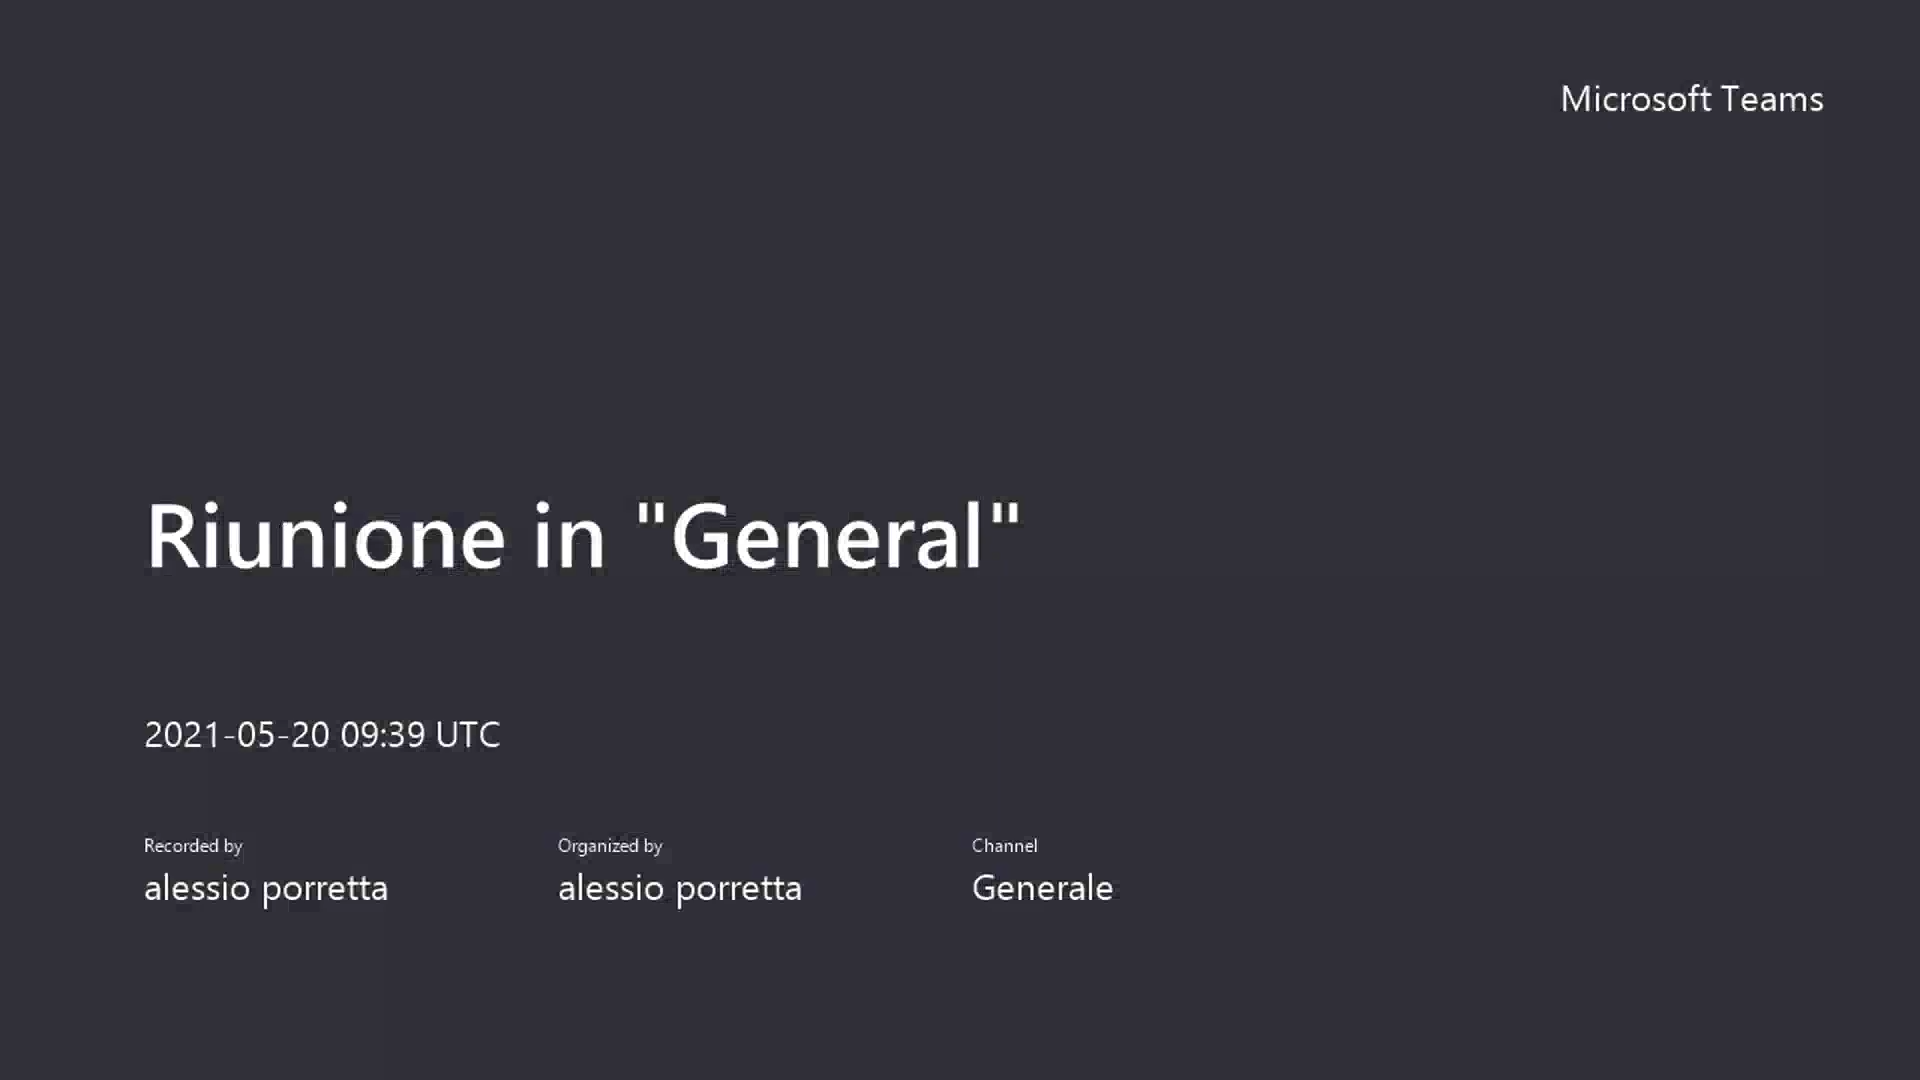 Microsoft Teams
Riunione in "General"
2021-05-20 09:39 UTC
Recorded by
alessio porretta
Organized by
alessio porretta
Channel
Generale